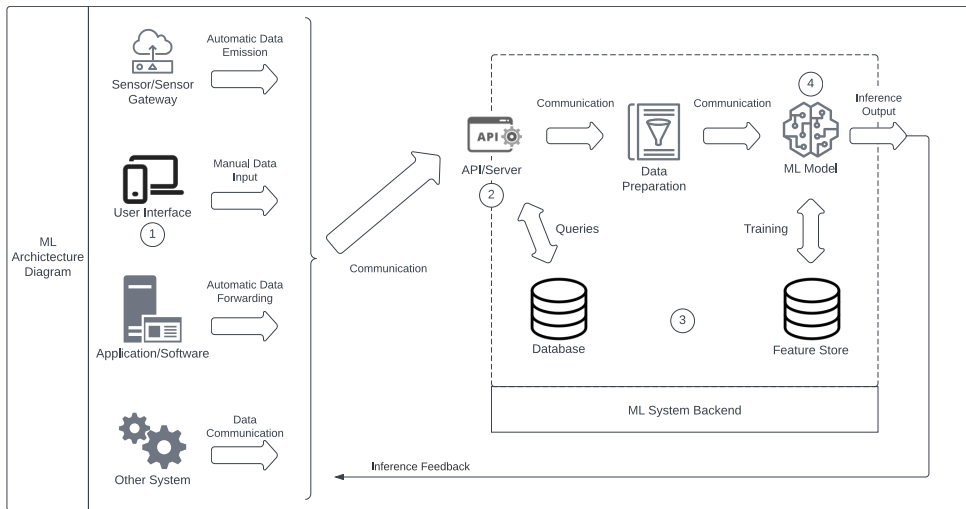 ML
Archictecture
Diagram
Automatic Data
Emission
Sensor/Sensor
Gateway
Manual Data
Input
User Interface
1
Automatic Data
Forwarding
Application/Software
Data
Communication
Other System
Communication
API
API/Server
2
Communication
Data
Preparation
Communication
4
ML Model
Inference
Output
Queries
Training
Database
3
Feature Store
ML System Backend
Inference Feedback